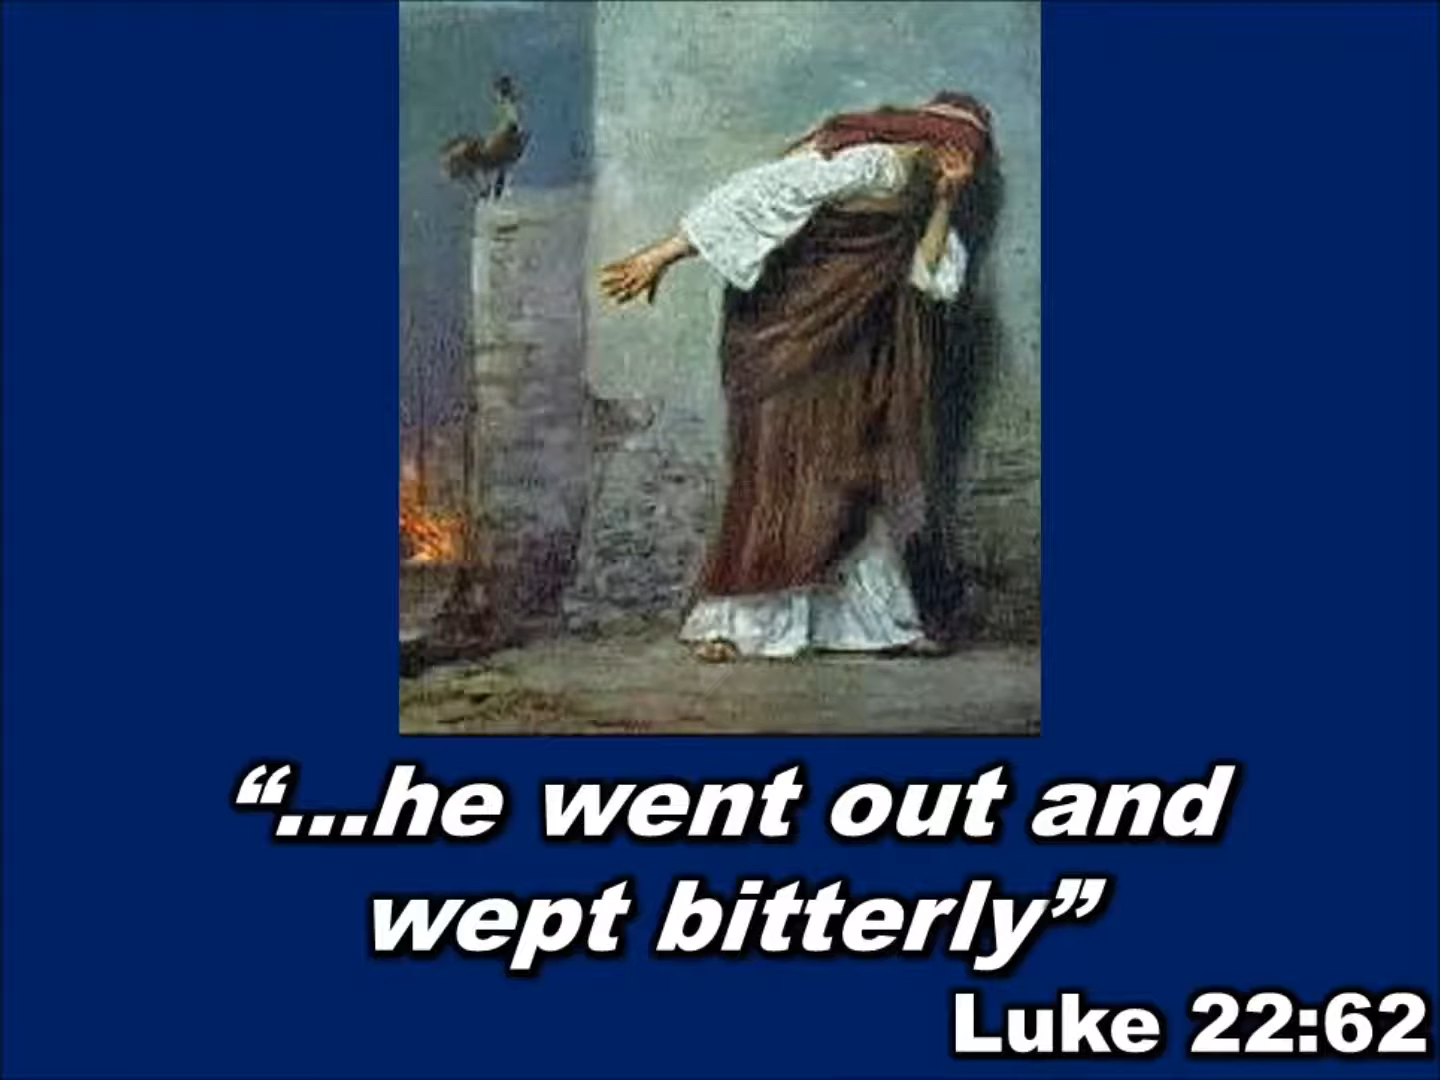 “...he went out and
wept bitterly”
Luke 22:62